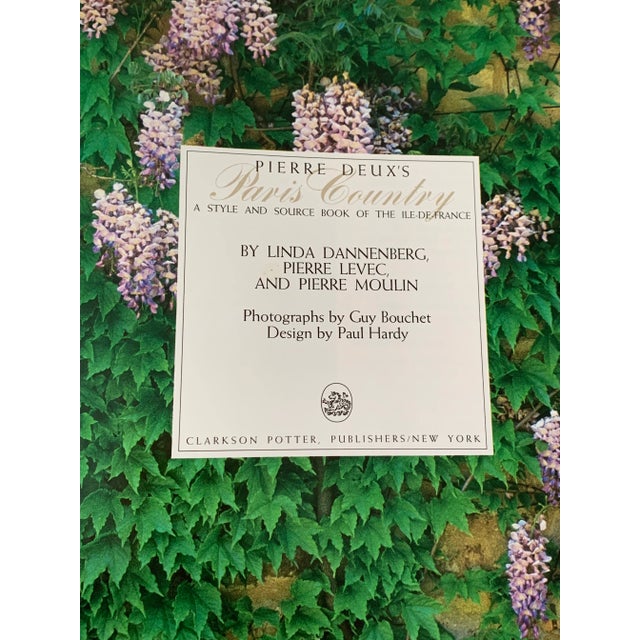 PIERRE DEUX'S
Paris Country
A STYLE AND SOURCE BOOK OF THE ILE-DE-FRANCE
BY LINDA DANNENBERG,
PIERRE LEVEC,
AND PIERRE MOULIN
Photographs by Guy Bouchet
Design by Paul Hardy
CLARKSON POTTER, PUBLISHERS/NEW YORK